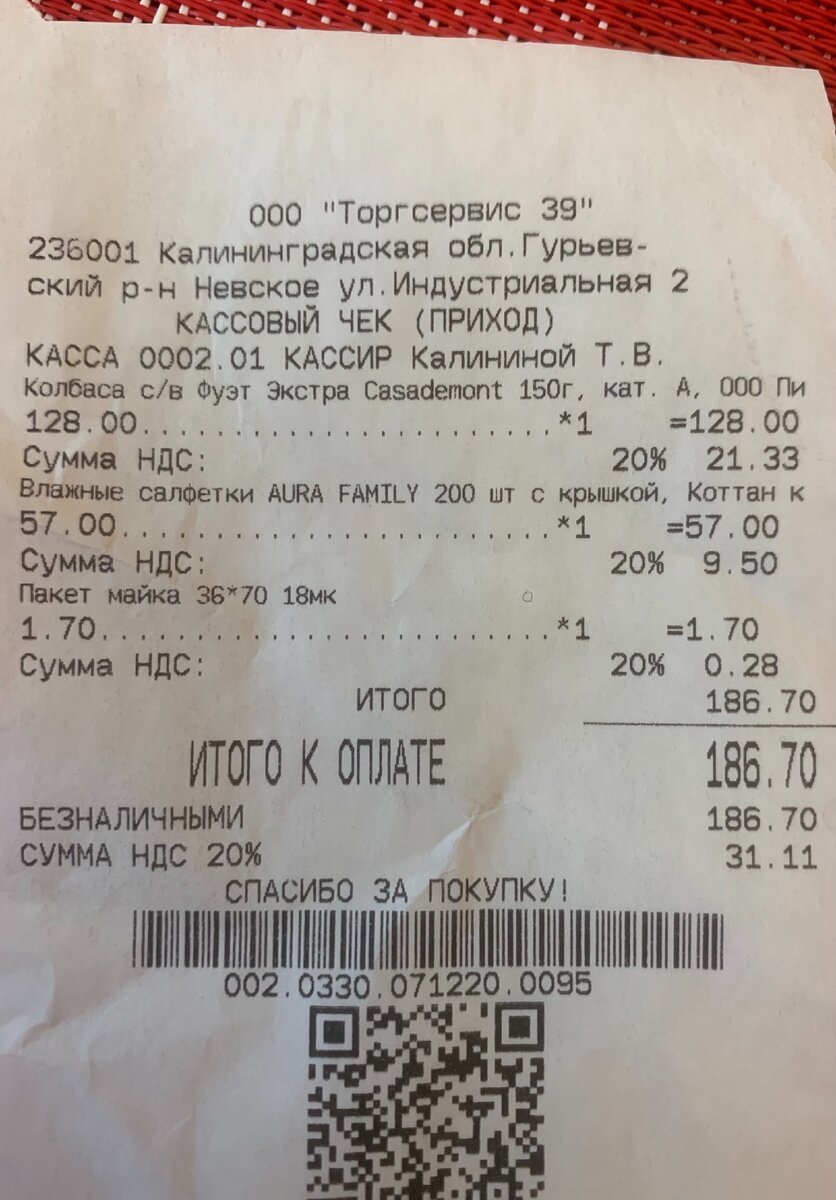 ООО "Торгсервис 39"
236001 Калининградская обл.Гурьев-
ский р-н Невское ул.Индустриальная 2
КАССОВЫЙ ЧЕК (ПРИХОД)
КАССА 0002.01 КАССИР Калининой Т.В.
Колбаса с/в Фуэт Экстра Casademont 150г, кат. А, ООО Пи
128.00.......................*1 =128.00
Сумма НДС: 20% 21.33
Влажные салфетки AURA FAMILY 200 шт с крышкой, Коттан к
57.00........................*1 =57.00
Сумма НДС: 20% 9.50
Пакет майка 36*70 18мк
1.70.........................*1 =1.70
Сумма НДС: 20% 0.28
ИТОГО 186.70
ИТОГО К ОПЛАТЕ 186.70
БЕЗНАЛИЧНЫМИ 186.70
СУММА НДС 20% 31.11
СПАСИБО ЗА ПОКУПКУ!
002.0330.071220.0095